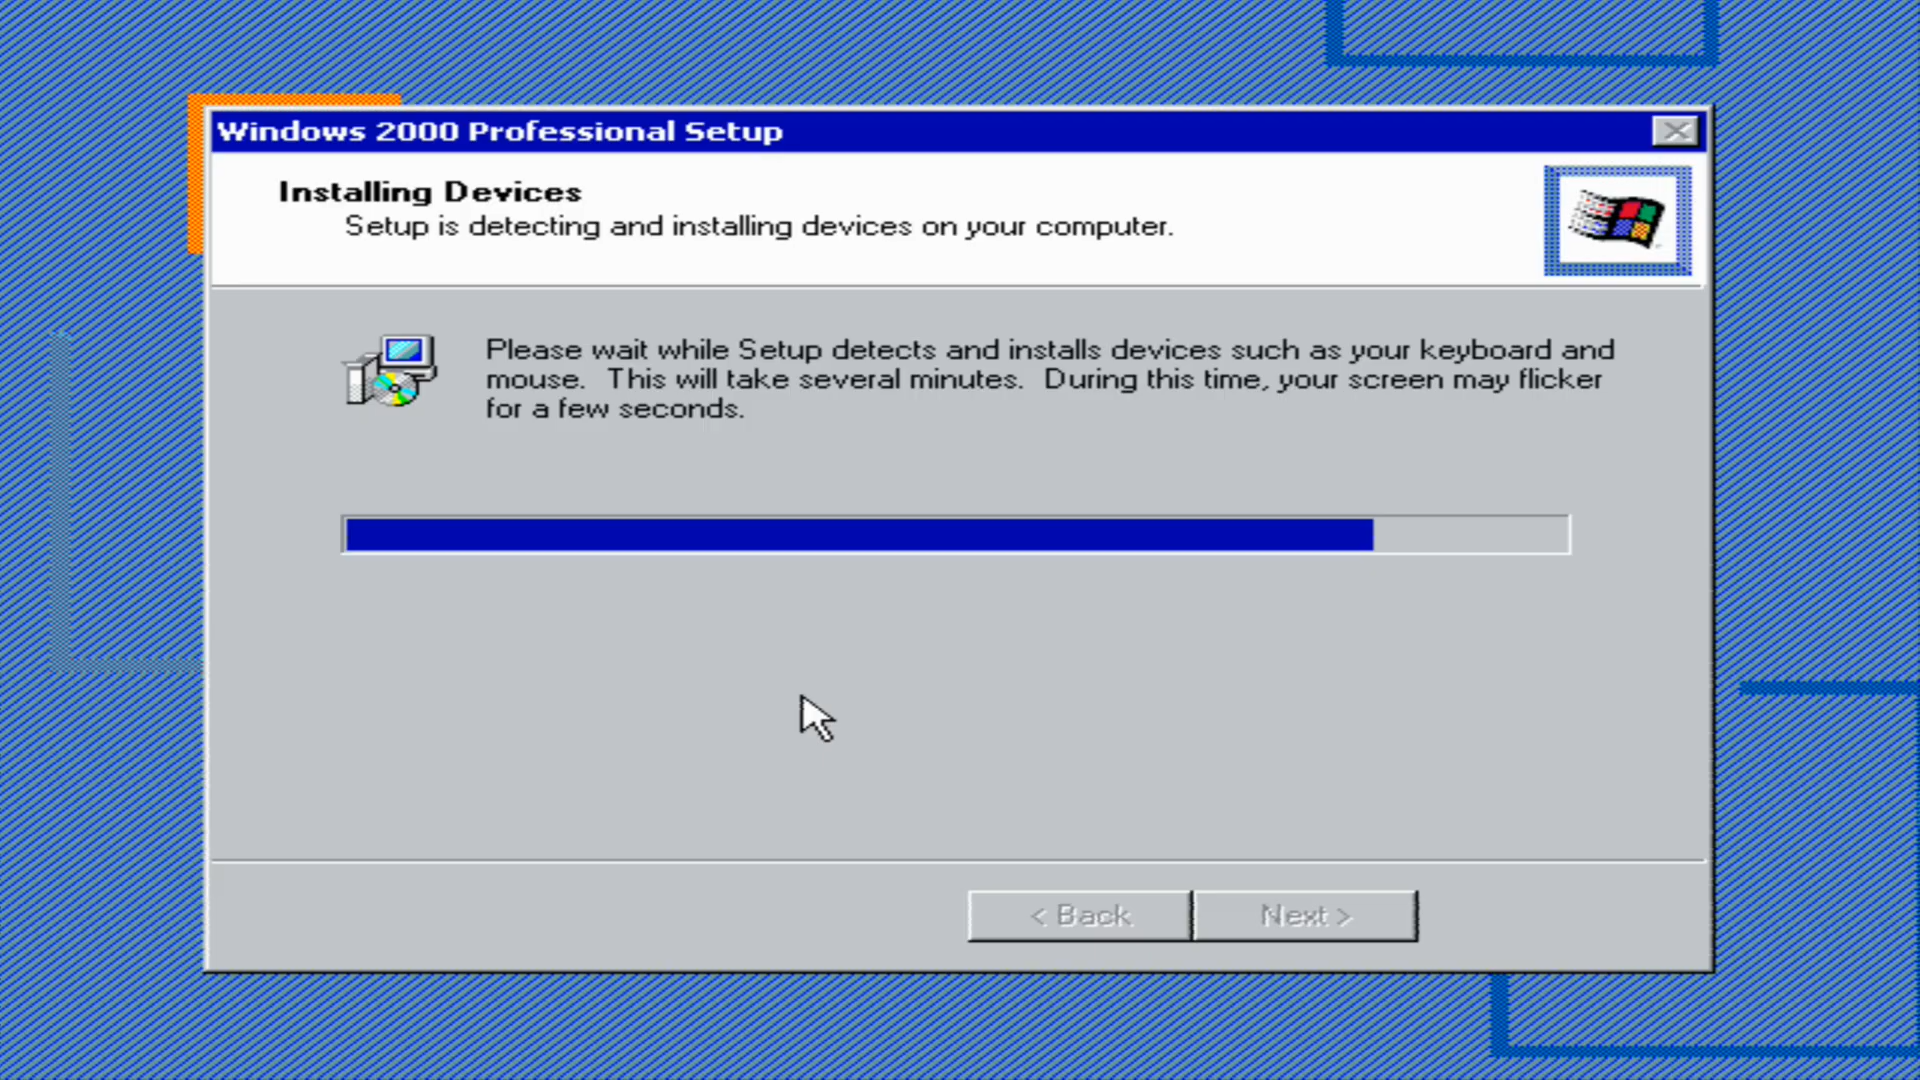 Windows 2000 Professional Setup
Installing Devices
Setup is detecting and installing devices on your computer.
Please wait while Setup detects and installs devices such as your keyboard and
mouse.  This will take several minutes.  During this time, your screen may flicker
for a few seconds.
< Back
Next >